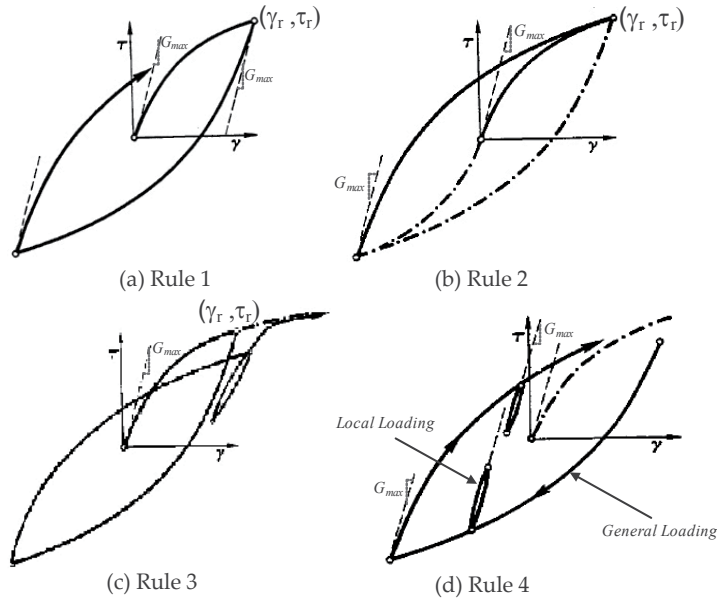 (γr ,τr)
τ
Gmax
Gmax
γ
(a) Rule 1
(γr ,τr)
τ
Gmax
γ
Gmax
(b) Rule 2
(γr ,τr)
Gmax
γ
(c) Rule 3
τ
Gmax
γ
Local Loading
Gmax
General Loading
(d) Rule 4